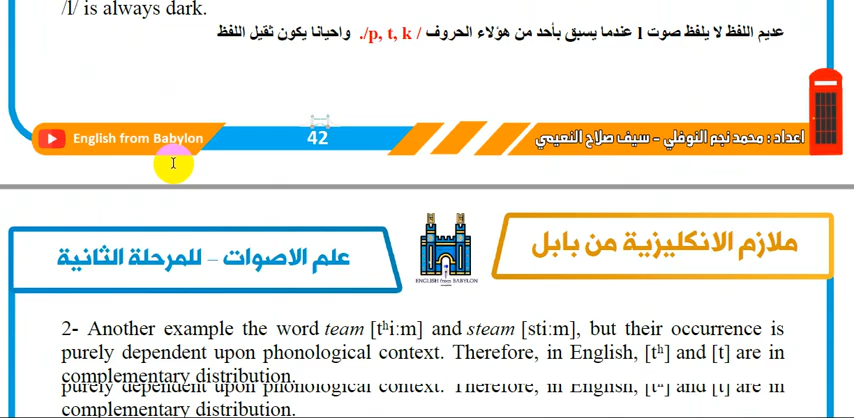 /l/ is always dark.
عديم اللفظ لا يلفظ صوت l عندما يسبق بأحد من هؤلاء الحروف / p, t, k/. واحيانا يكون ثقيل اللفظ
English from Babylon
42
اعداد : محمد نجم النوفلي - سيف صلاح النعيمي
علم الاصوات - للمرحلة الثانية
ENGLISH from BABYLON
ملازم الانكليزية من بابل
2- Another example the word team [tʰi:m] and steam [sti:m], but their occurrence is
purely dependent upon phonological context. Therefore, in English, [tʰ] and [t] are in
complementary distribution.
purely dependent upon phonological context. Therefore, in English, [tʰ] and [t] are in
complementary distribution.